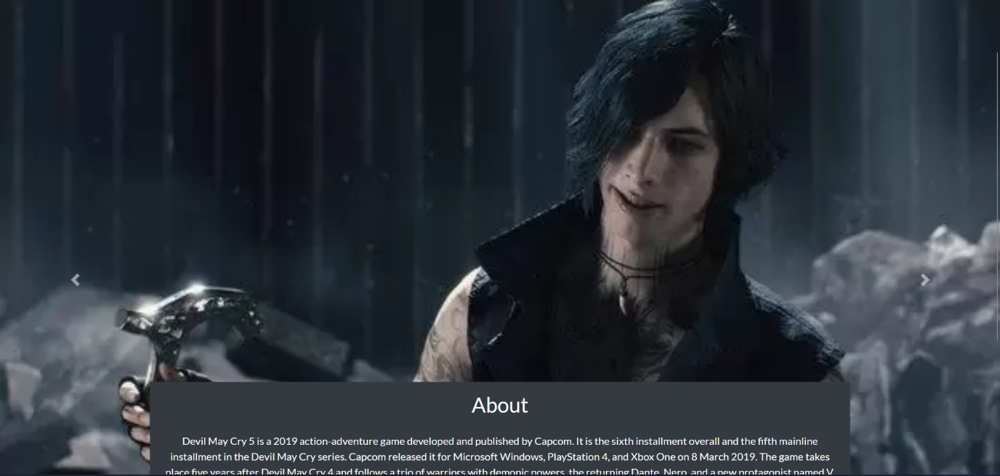 About
Devil May Cry 5 is a 2019 action-adventure game developed and published by Capcom. It is the sixth installment overall and the fifth mainline
installment in the Devil May Cry series. Capcom released it for Microsoft Windows, PlayStation 4, and Xbox One on 8 March 2019. The game takes
place five years after Devil May Cry 4 and follows a trio of warriors with demonic powers, the returning Dante, Nero, and a new protagonist named V.